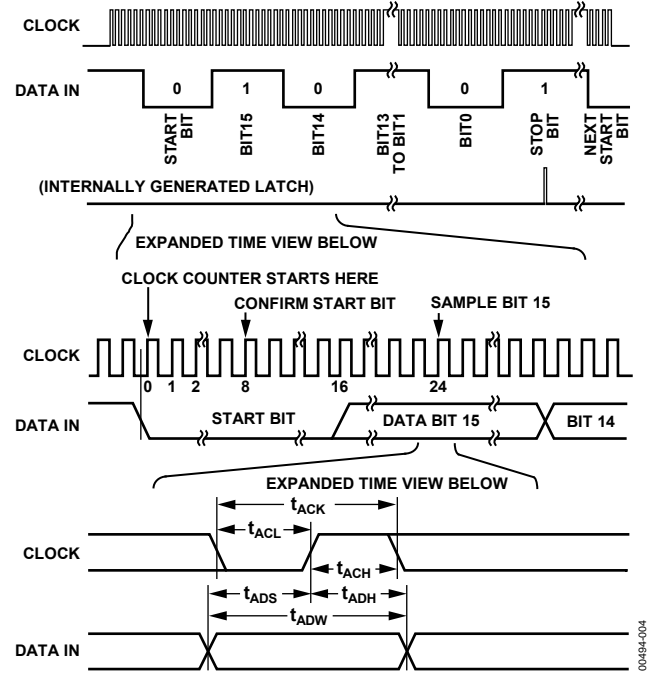 CLOCK
DATA IN
0
1
0
0
1
START
BIT
BIT15
BIT14
BIT13
TO BIT1
BIT0
STOP
BIT
NEXT
START
BIT
(INTERNALLY GENERATED LATCH)
EXPANDED TIME VIEW BELOW
CLOCK COUNTER STARTS HERE
CONFIRM START BIT
SAMPLE BIT 15
CLOCK
0 1 2 8 16 24
DATA IN
START BIT
DATA BIT 15
BIT 14
EXPANDED TIME VIEW BELOW
tACK
tACL
CLOCK
tACH
tADS
tADH
tADW
DATA IN
00494-004